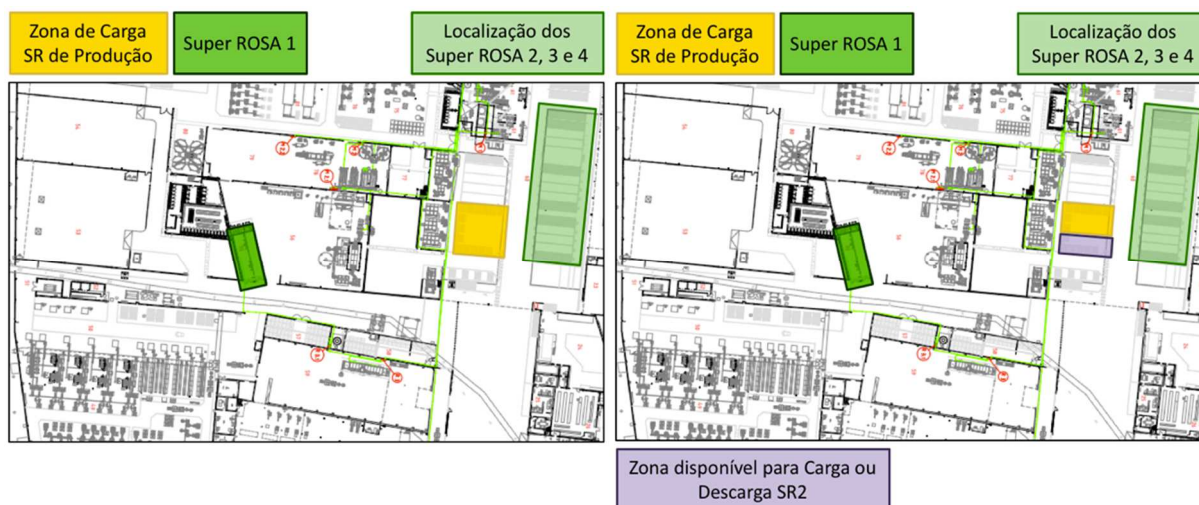 Zona de Carga
SR de Produção
Super ROSA 1
Localização dos
Super ROSA 2, 3 e 4
Zona de Carga
SR de Produção
Super ROSA 1
Localização dos
Super ROSA 2, 3 e 4
Zona disponível para Carga ou
Descarga SR2